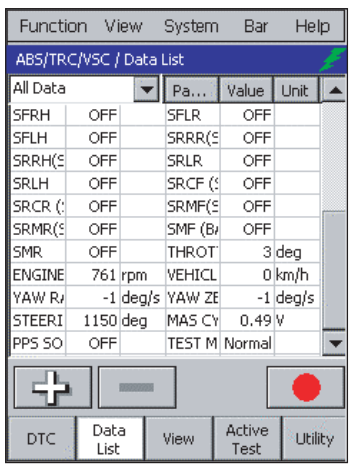 Function View System Bar Help
ABS/TRC/VSC / Data List
All Data Pa... Value Unit
SFRH OFF SFLR OFF
SFLH OFF SRRR(S OFF
SRRH(S OFF SRLR OFF
SRLH OFF SRCF (S OFF
SRCR (S OFF SRMF(S OFF
SRMR(S OFF SMF (BA OFF
SMR OFF THROT 3 deg
ENGINE 761 rpm VEHICL 0 km/h
YAW RA -1 deg/s YAW ZE -1 deg/s
STEERI 1150 deg MAS CY 0.49 V
PPS SO OFF TEST M Normal
DTC Data List View Active Test Utility